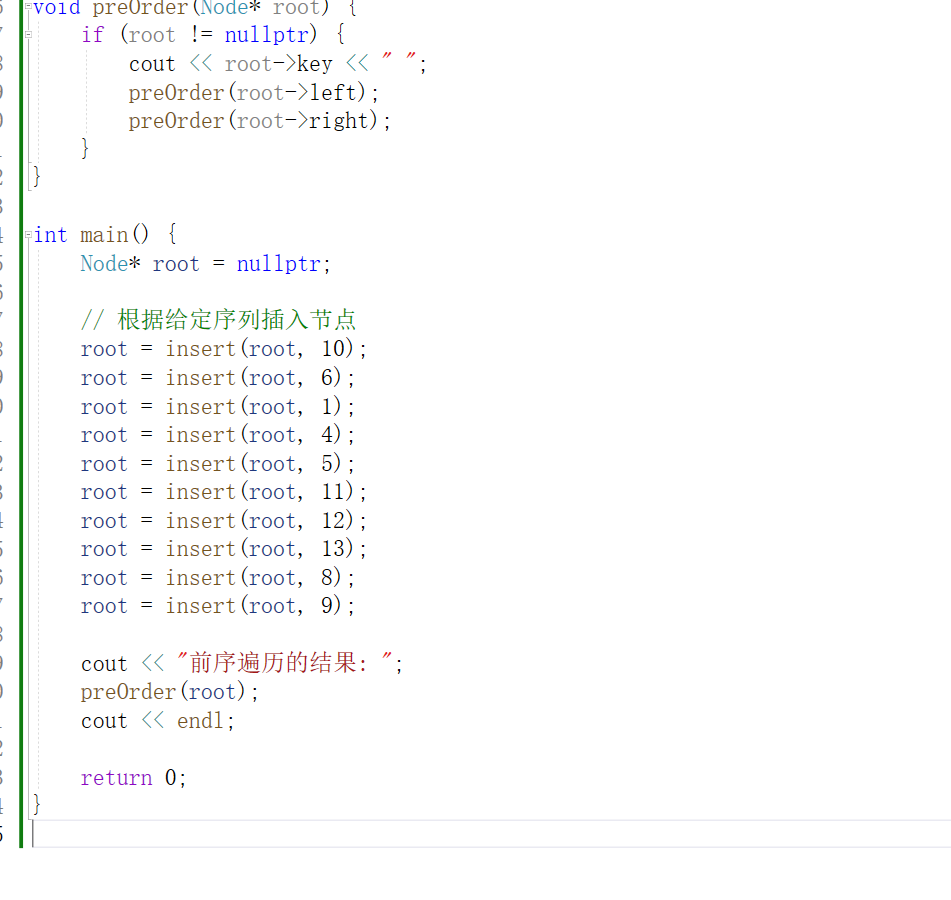 void preOrder(Node* root) {
    if (root != nullptr) {
        cout << root->key << " ";
        preOrder(root->left);
        preOrder(root->right);
    }
}
int main() {
    Node* root = nullptr;
    // 根据给定序列插入节点
    root = insert(root, 10);
    root = insert(root, 6);
    root = insert(root, 1);
    root = insert(root, 4);
    root = insert(root, 5);
    root = insert(root, 11);
    root = insert(root, 12);
    root = insert(root, 13);
    root = insert(root, 8);
    root = insert(root, 9);
    cout << "前序遍历的结果: ";
    preOrder(root);
    cout << endl;
    return 0;
}